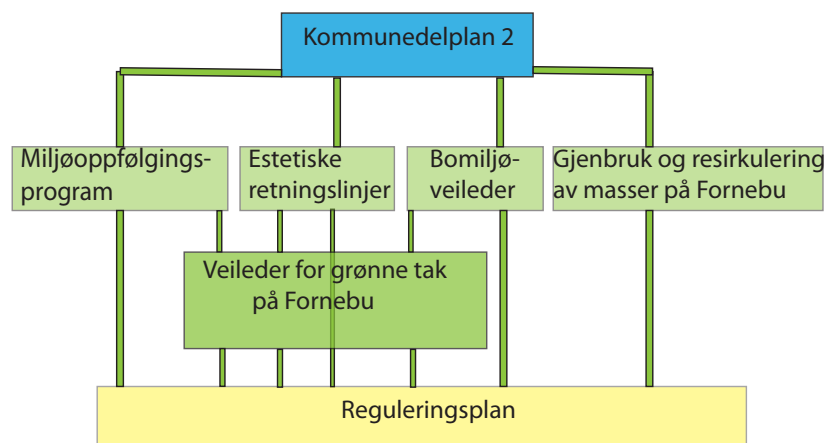 Kommunedelplan 2
Miljøoppfølgings-
program
Estetiske
retningslinjer
Bomiljø-
veileder
Gjenbruk og resirkulering
av masser på Fornebu
Veileder for grønne tak
på Fornebu
Reguleringsplan